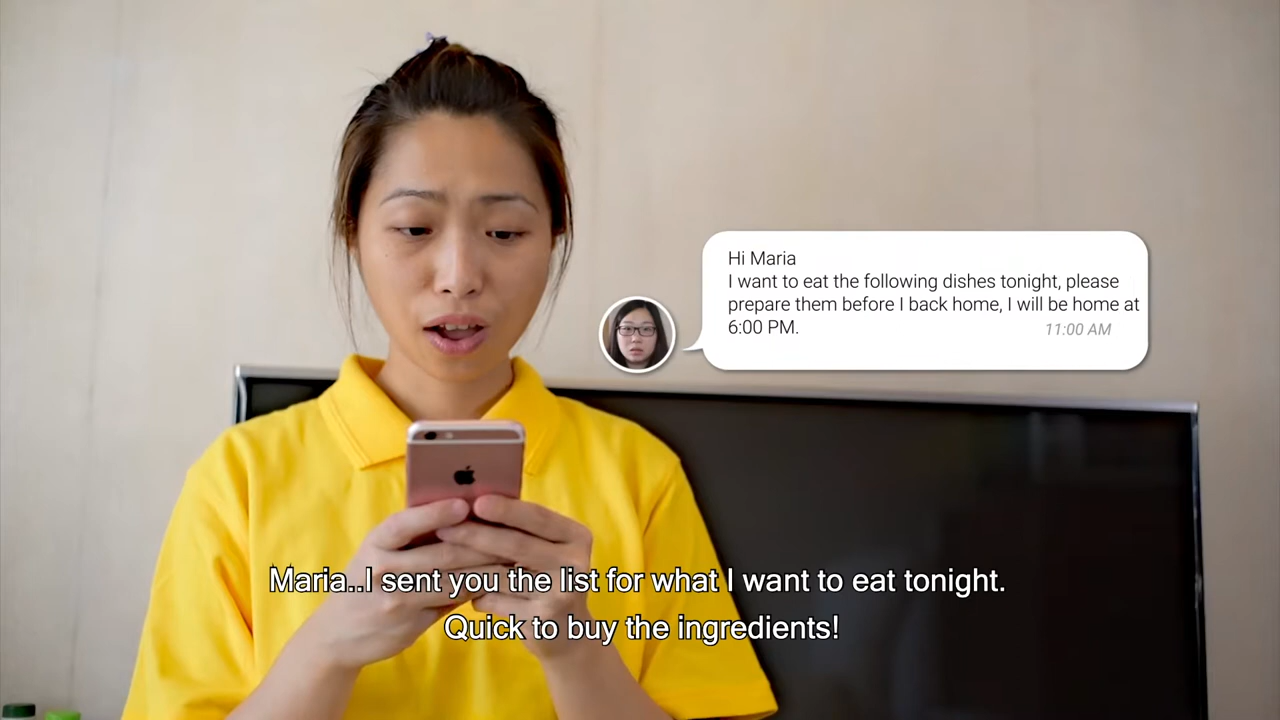 Hi Maria
I want to eat the following dishes tonight, please
prepare them before I back home, I will be home at
6:00 PM.
11:00 AM
Maria..I sent you the list for what I want to eat tonight.
Quick to buy the ingredients!